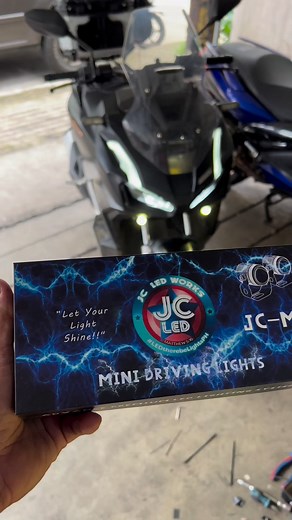 "Let Your
Light
Shine!!"
JC LED WORKS
JC
LED
JC-M
MINI DRIVING LIGHTS